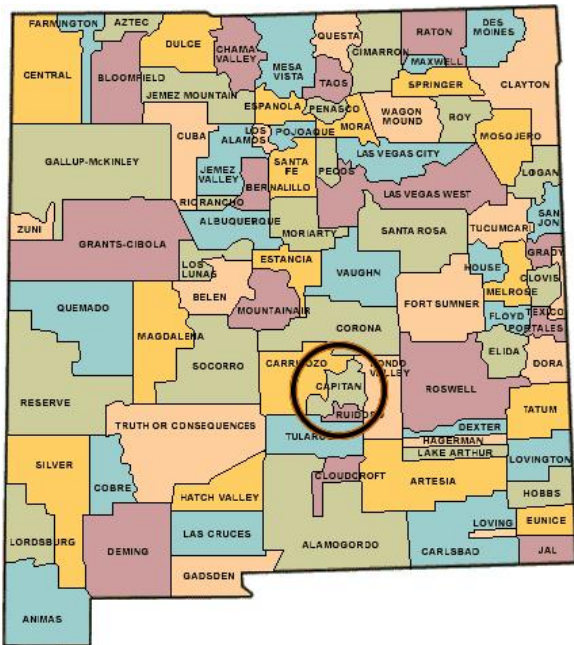 FARMINGTON
AZTEC
DULCE
CHAMA
VALLEY
MESA
VISTA
QUESTA
CIMARRON
RATON
DES
MOINES
CENTRAL
BLOOMFIELD
TAOS
MAXWELL
SPRINGER
CLAYTON
JEMEZ MOUNTAIN
ESPANOLA
PENASCO
MORA
WAGON
MOUND
ROY
MOSQJERO
CUBA
LOS
ALAMOS
POJOAQUE
GALLUP-McKINLEY
JEMEZ
VALLEY
SANTA
FE
PECOS
LAS VEGAS CITY
LOGAN
BERNALILLO
LAS VEGAS WEST
RIO RANCHO
ALBUQUERQUE
SAN
JON
ZUNI
GRANTS-CIBOLA
MORIARTY
SANTA ROSA
TUCUMCARI
GRADY
LOS
LUNAS
ESTANCIA
VAUGHN
HOUSE
CLOVIS
QUEMADO
BELEN
MOUNTAINAIR
FORT SUMNER
MELROSE
FLOYD
TEXICO
PORTALES
MAGDALENA
CORONA
SOCORRO
ELIDA
DORA
CARRIZOZO
HONDO
VALLEY
CAPITAN
ROSWELL
RESERVE
RUIDOSO
TATUM
TRUTH OR CONSEQUENCES
DEXTER
TULAROSA
HAGERMAN
LAKE ARTHUR
SILVER
CLOUDCROFT
LOVINGTON
COBRE
HATCH VALLEY
ARTESIA
HOBBS
LORDSBURG
LAS CRUCES
LOVING
EUNICE
DEMING
ALAMOGORDO
CARLSBAD
JAL
GADSDEN
ANIMAS